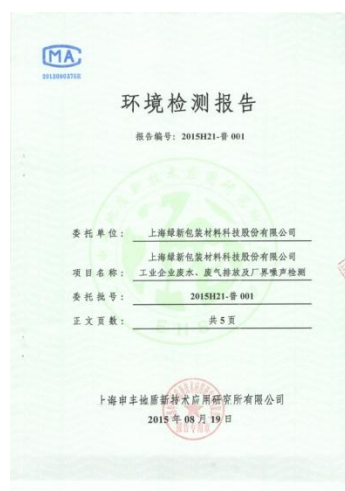 MA
环境检测报告
报告编号：2015H21-普 001
委托单位：上海绿新包装材料科技股份有限公司
上海绿新包装材料科技股份有限公司
项目名称：工业企业废水、废气排放及厂界噪声检测
委托批号：2015H21-普 001
正文页数：共 5 页
上海申丰地质新技术应用研究所有限公司
2015 年 08 月 19 日